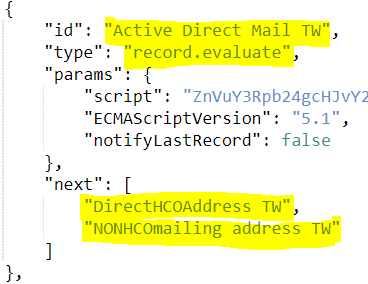 {
"id": "Active Direct Mail TW",
"type": "record.evaluate",
"params": {
"script": "ZnVuY3Rpb24gcHJvY2
"ECMAScriptVersion": "5.1",
"notifyLastRecord": false
},
"next": [
"DirectHCOAddress TW",
"NONHCOmailing address TW"
]
},